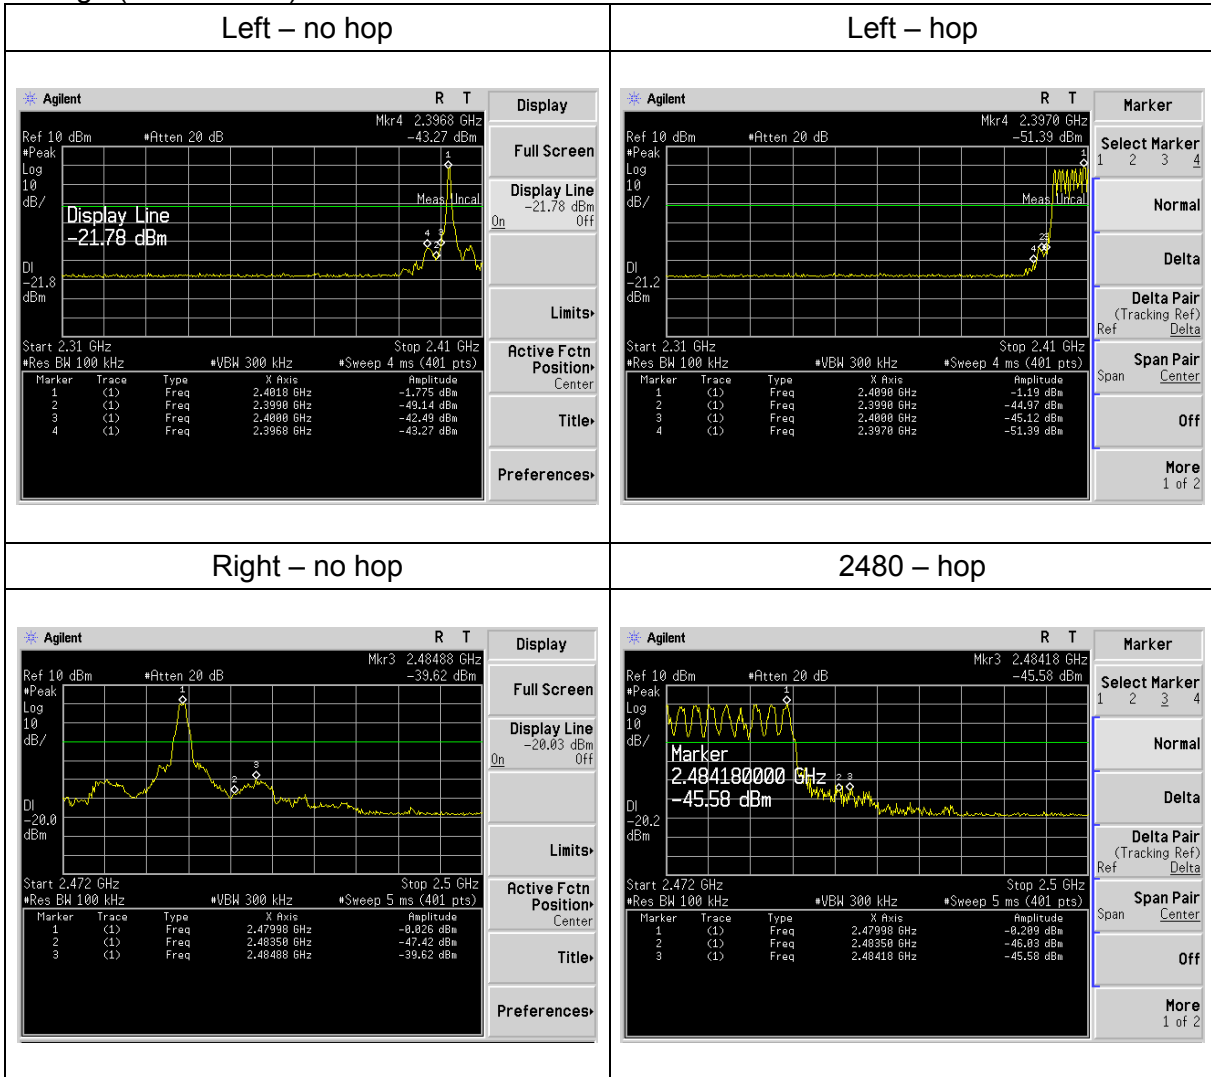 Left – no hop
Left – hop
Agilent R T
Mkr4 2.3968 GHz
Ref 10 dBm #Atten 20 dB -43.27 dBm
#Peak
Log
10
dB/
1
Meas Uncal
Display Line
-21.78 dBm
4 3
2
DI
-21.8
dBm
Start 2.31 GHz Stop 2.41 GHz
#Res BW 100 kHz #VBW 300 kHz #Sweep 4 ms (401 pts)
Marker Trace Type X Axis Amplitude
1 (1) Freq 2.4018 GHz -1.775 dBm
2 (1) Freq 2.3990 GHz -49.14 dBm
3 (1) Freq 2.4000 GHz -42.49 dBm
4 (1) Freq 2.3968 GHz -43.27 dBm
Display
Full Screen
Display Line
-21.78 dBm
On Off
Limits
Active Fctn
Position
Center
Title
Preferences
Agilent R T
Mkr4 2.3970 GHz
Ref 10 dBm #Atten 20 dB -51.39 dBm
#Peak
Log
10
dB/
1
Meas Uncal
23
4
DI
-21.2
dBm
Start 2.31 GHz Stop 2.41 GHz
#Res BW 100 kHz #VBW 300 kHz #Sweep 4 ms (401 pts)
Marker Trace Type X Axis Amplitude
1 (1) Freq 2.4090 GHz -1.19 dBm
2 (1) Freq 2.3990 GHz -44.97 dBm
3 (1) Freq 2.4000 GHz -45.12 dBm
4 (1) Freq 2.3970 GHz -51.39 dBm
Marker
Select Marker
1 2 3 4
Normal
Delta
Delta Pair
(Tracking Ref)
Ref Delta
Span Pair
Span Center
Off
More
1 of 2
Right – no hop
2480 – hop
Agilent R T
Mkr3 2.48488 GHz
Ref 10 dBm #Atten 20 dB -39.62 dBm
#Peak
Log
10
dB/
1
3
2
DI
-20.0
dBm
Start 2.472 GHz Stop 2.5 GHz
#Res BW 100 kHz #VBW 300 kHz #Sweep 5 ms (401 pts)
Marker Trace Type X Axis Amplitude
1 (1) Freq 2.47998 GHz -0.026 dBm
2 (1) Freq 2.48350 GHz -47.42 dBm
3 (1) Freq 2.48488 GHz -39.62 dBm
Display
Full Screen
Display Line
-20.03 dBm
On Off
Limits
Active Fctn
Position
Center
Title
Preferences
Agilent R T
Mkr3 2.48418 GHz
Ref 10 dBm #Atten 20 dB -45.58 dBm
#Peak
Log
10
dB/
1
Marker
2.484180000 GHz
-45.58 dBm
2 3
DI
-20.2
dBm
Start 2.472 GHz Stop 2.5 GHz
#Res BW 100 kHz #VBW 300 kHz #Sweep 5 ms (401 pts)
Marker Trace Type X Axis Amplitude
1 (1) Freq 2.47998 GHz -0.209 dBm
2 (1) Freq 2.48350 GHz -46.03 dBm
3 (1) Freq 2.48418 GHz -45.58 dBm
Marker
Select Marker
1 2 3 4
Normal
Delta
Delta Pair
(Tracking Ref)
Ref Delta
Span Pair
Span Center
Off
More
1 of 2